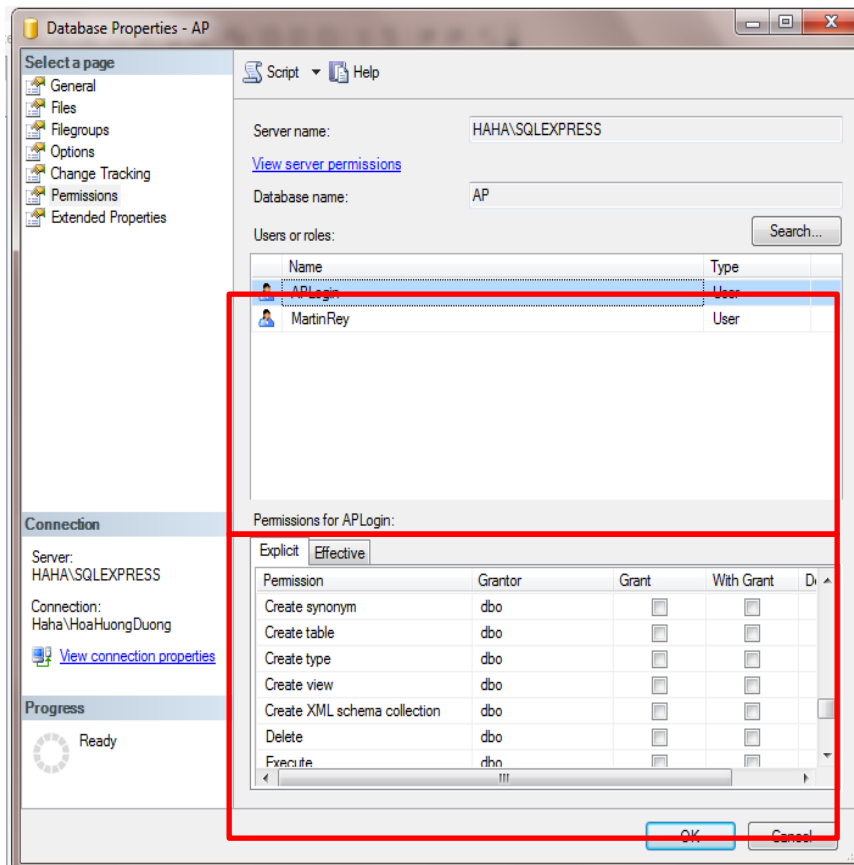 Database Properties - AP
Select a page
General
Files
Filegroups
Options
Change Tracking
Permissions
Extended Properties
Script Help
Server name: HAHA\SQLEXPRESS
View server permissions
Database name: AP
Users or roles: Search...
Name Type
APLogin User
MartinRey User
Permissions for APLogin:
Explicit Effective
Permission Grantor Grant With Grant
Create synonym dbo
Create table dbo
Create type dbo
Create view dbo
Create XML schema collection dbo
Delete dbo
Execute dbo
Connection
Server:
HAHA\SQLEXPRESS
Connection:
Haha\HoaHuongDuong
View connection properties
Progress
Ready
OK Cancel